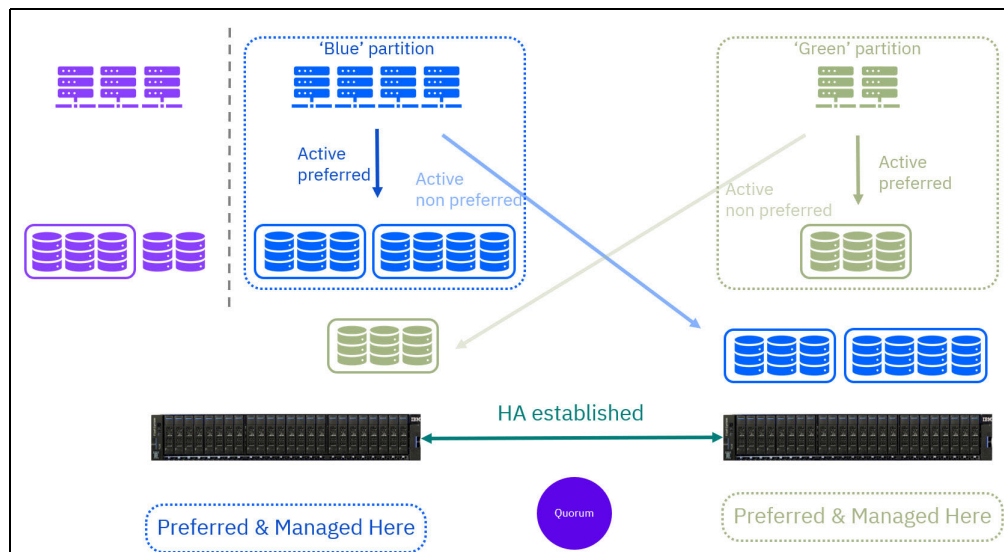 'Blue' partition
'Green' partition
Active
preferred
Active
non preferred
Active
non preferred
Active
preferred
HA established
IBM
Quorum
Preferred & Managed Here
Preferred & Managed Here